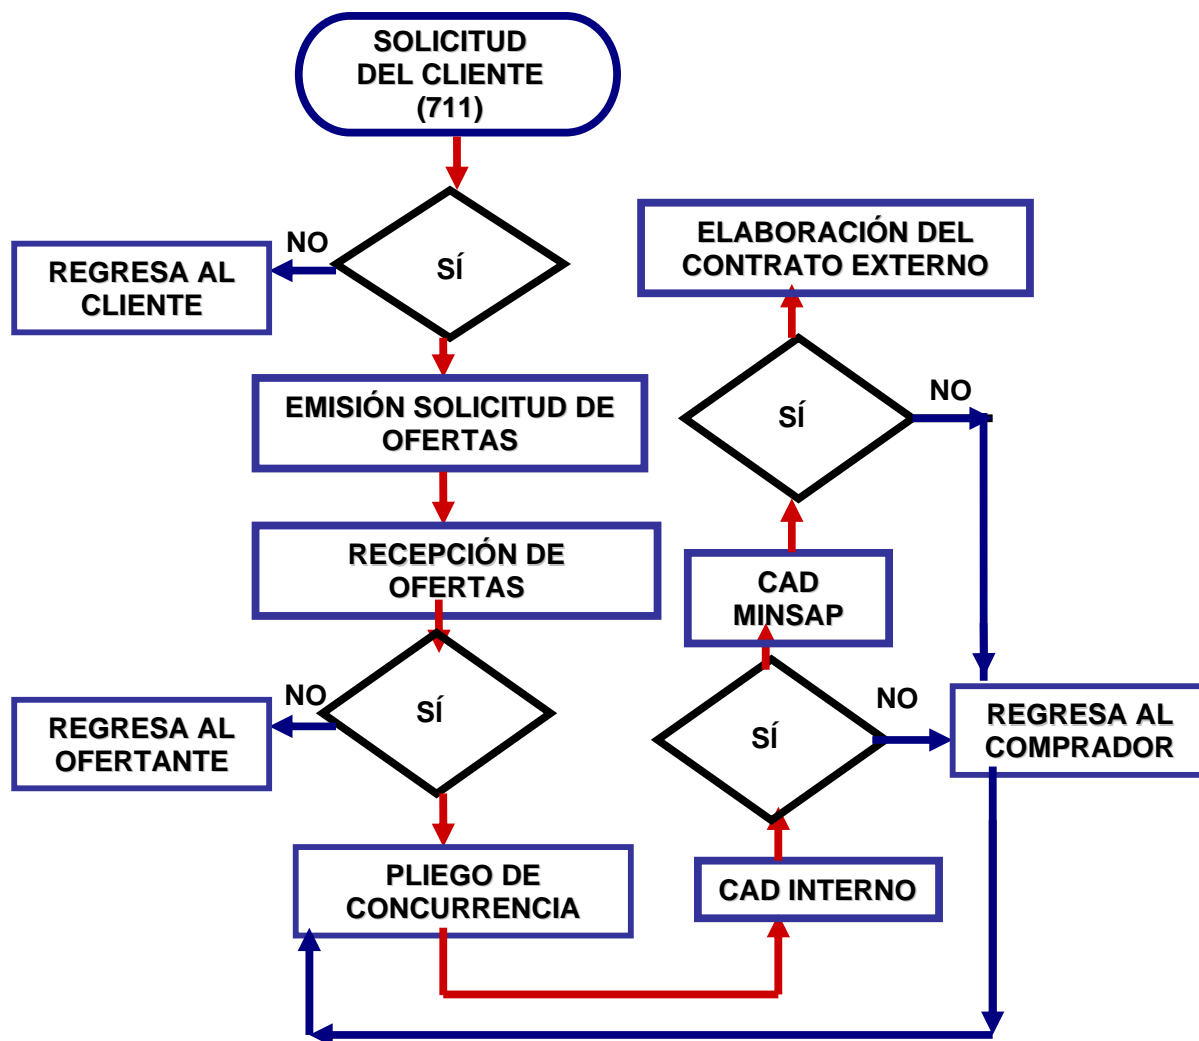 SOLICITUD
DEL CLIENTE
(711)
NO
SÍ
REGRESA AL
CLIENTE
EMISIÓN SOLICITUD DE
OFERTAS
RECEPCIÓN DE
OFERTAS
NO
SÍ
REGRESA AL
OFERTANTE
PLIEGO DE
CONCURRENCIA
ELABORACIÓN DEL
CONTRATO EXTERNO
SÍ
NO
CAD
MINSAP
SÍ
NO
REGRESA AL
COMPRADOR
CAD INTERNO